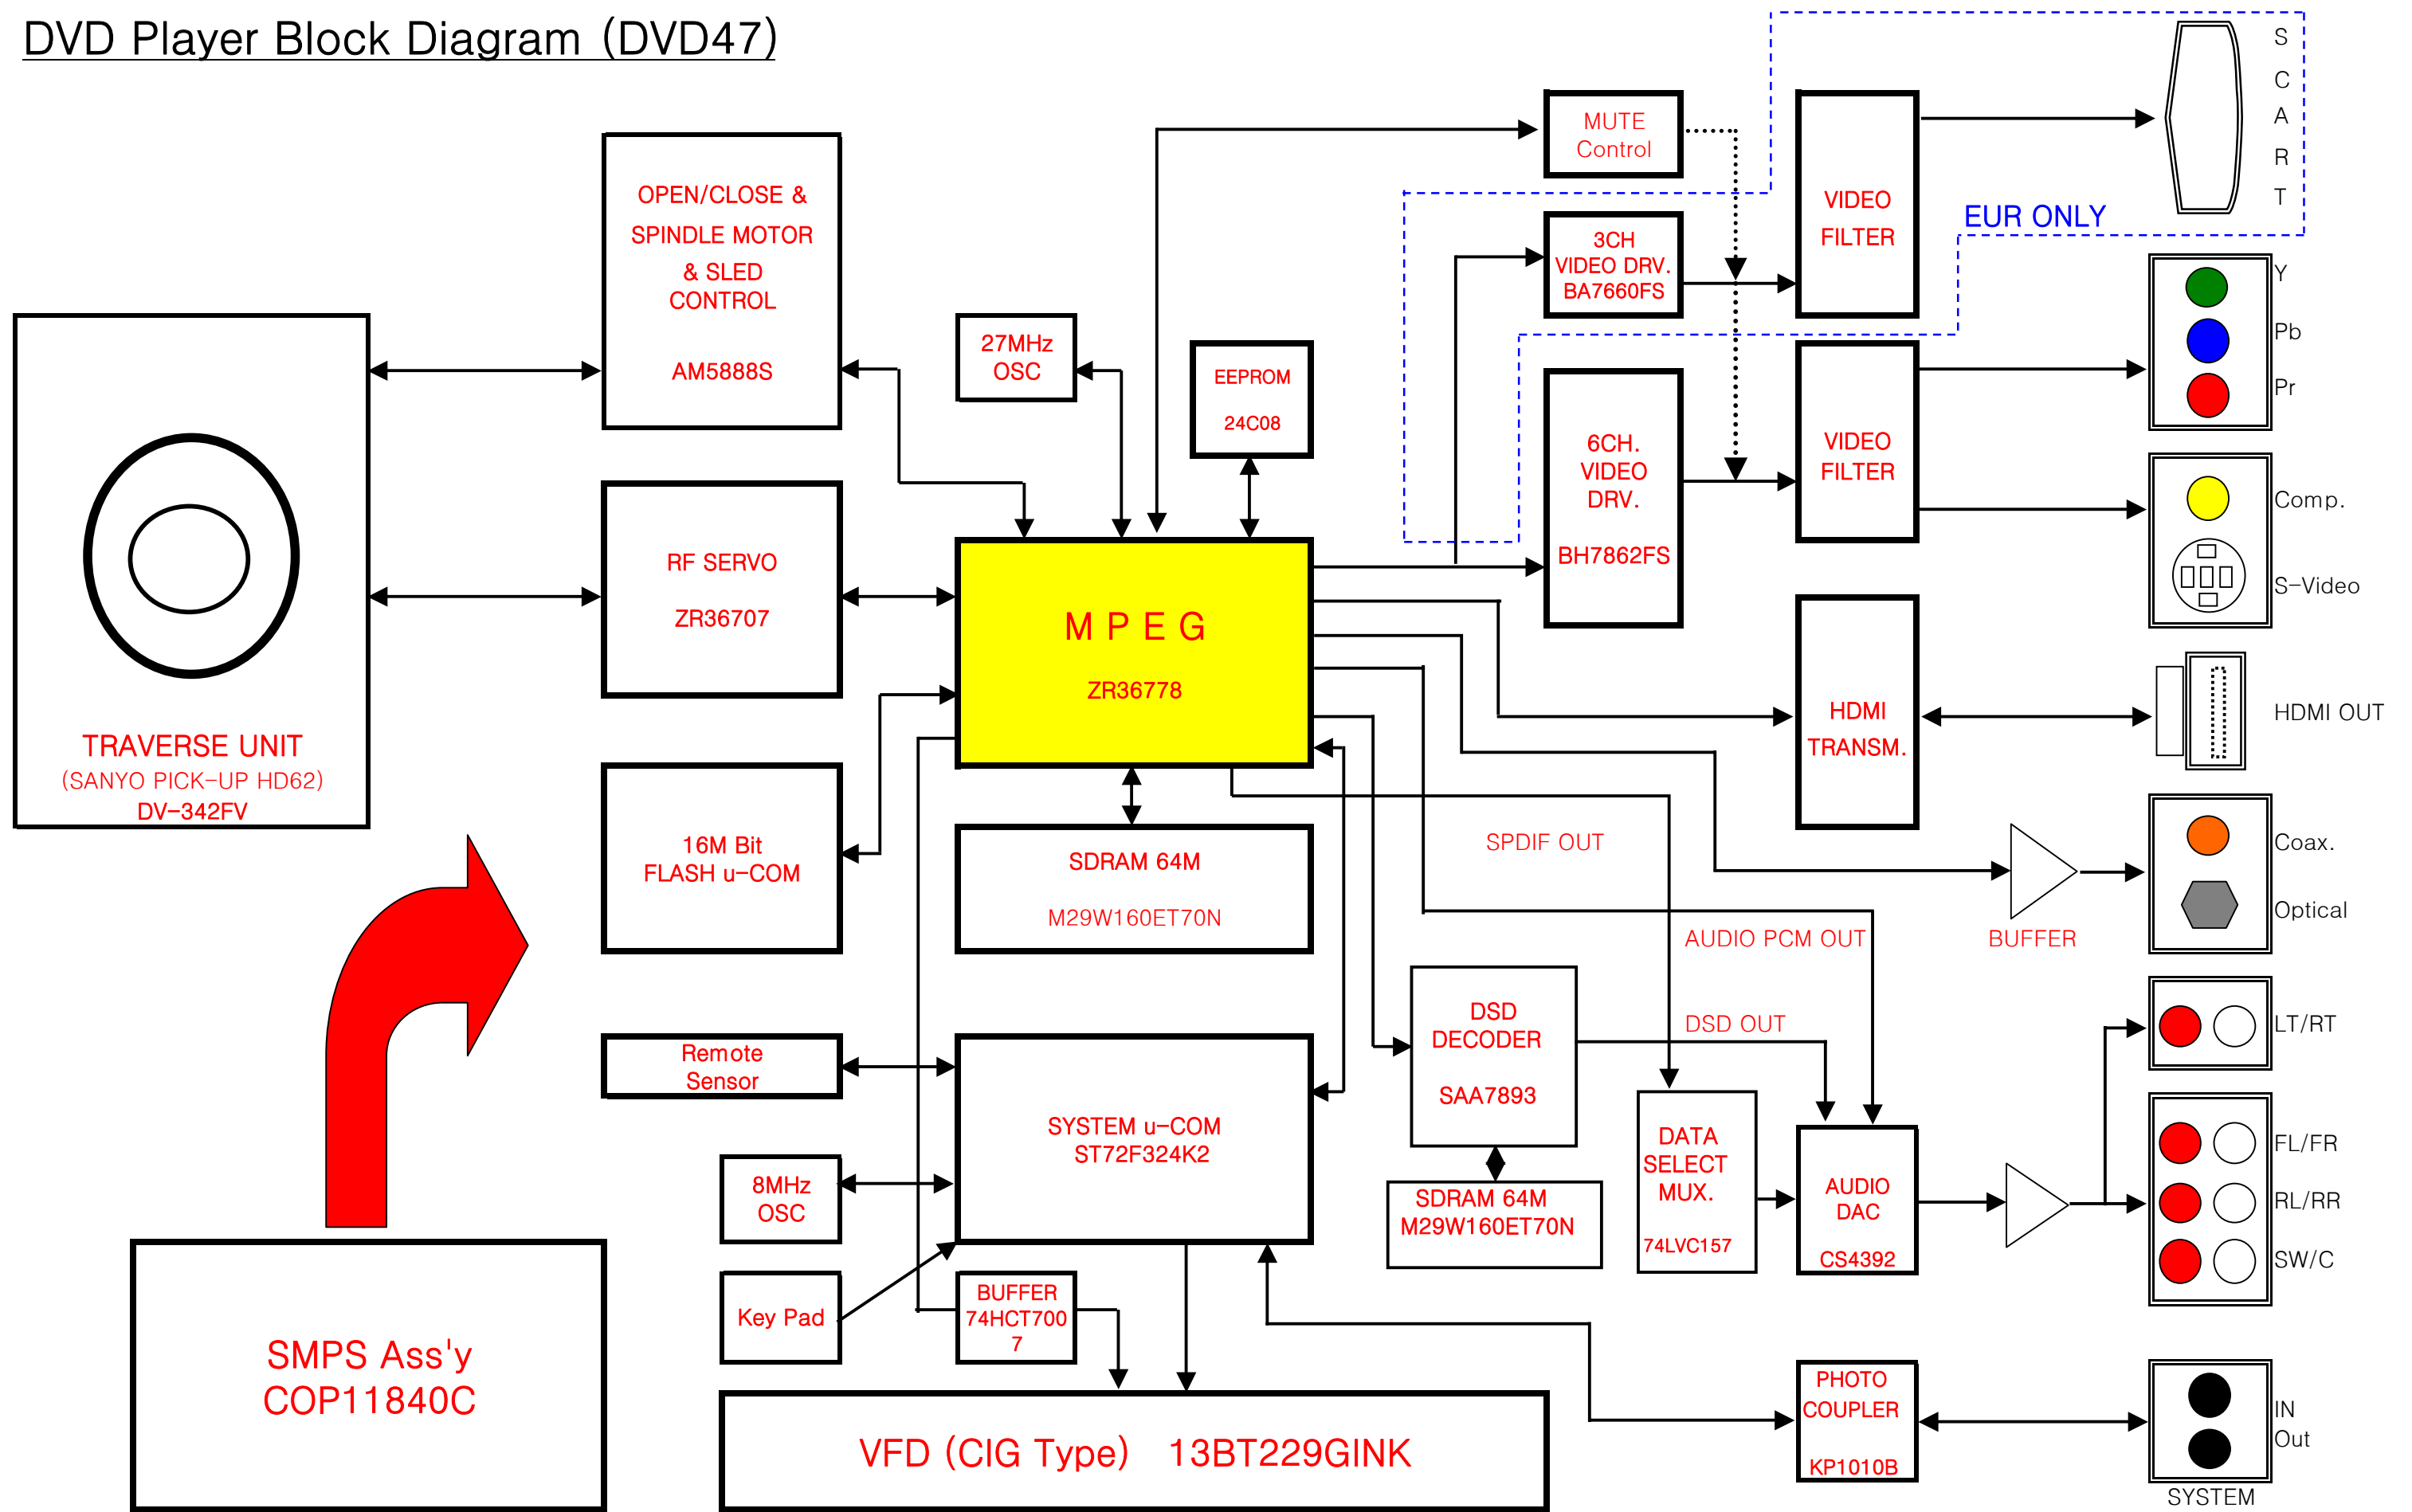 DVD Player Block Diagram (DVD47)
OPEN/CLOSE &
SPINDLE MOTOR
& SLED
CONTROL
AM5888S
27MHz
OSC
EEPROM
24C08
MUTE
Control
3CH
VIDEO DRV.
BA7660FS
VIDEO
FILTER
S
C
A
R
T
EUR ONLY
6CH.
VIDEO
DRV.
BH7862FS
VIDEO
FILTER
Y
Pb
Pr
Comp.
S-Video
TRAVERSE UNIT
(SANYO PICK-UP HD62)
DV-342FV
RF SERVO
ZR36707
M P E G
ZR36778
HDMI
TRANSM.
HDMI OUT
16M Bit
FLASH u-COM
SDRAM 64M
M29W160ET70N
SPDIF OUT
BUFFER
Coax.
Optical
AUDIO PCM OUT
DSD
DECODER
SAA7893
DSD OUT
SDRAM 64M
M29W160ET70N
DATA
SELECT
MUX.
74LVC157
AUDIO
DAC
CS4392
LT/RT
FL/FR
RL/RR
SW/C
Remote
Sensor
SYSTEM u-COM
ST72F324K2
8MHz
OSC
Key Pad
BUFFER
74HCT700
7
SMPS Ass'y
COP11840C
VFD (CIG Type) 13BT229GINK
PHOTO
COUPLER
KP1010B
IN
Out
SYSTEM